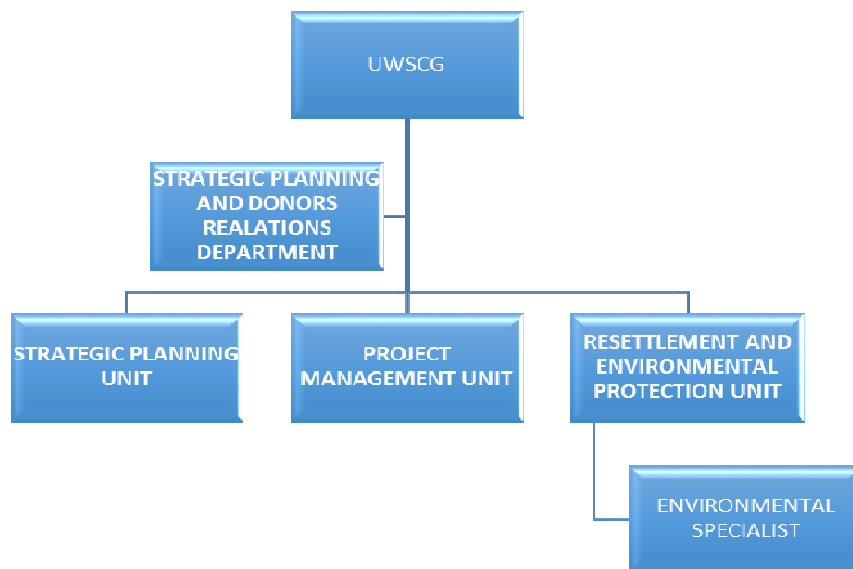 UWSCG
STRATEGIC PLANNING
AND DONORS
REALATIONS
DEPARTMENT
STRATEGIC PLANNING
UNIT
PROJECT
MANAGEMENT UNIT
RESETTLEMENT AND
ENVIRONMENTAL
PROTECTION UNIT
ENVIRONMENTAL
SPECIALIST